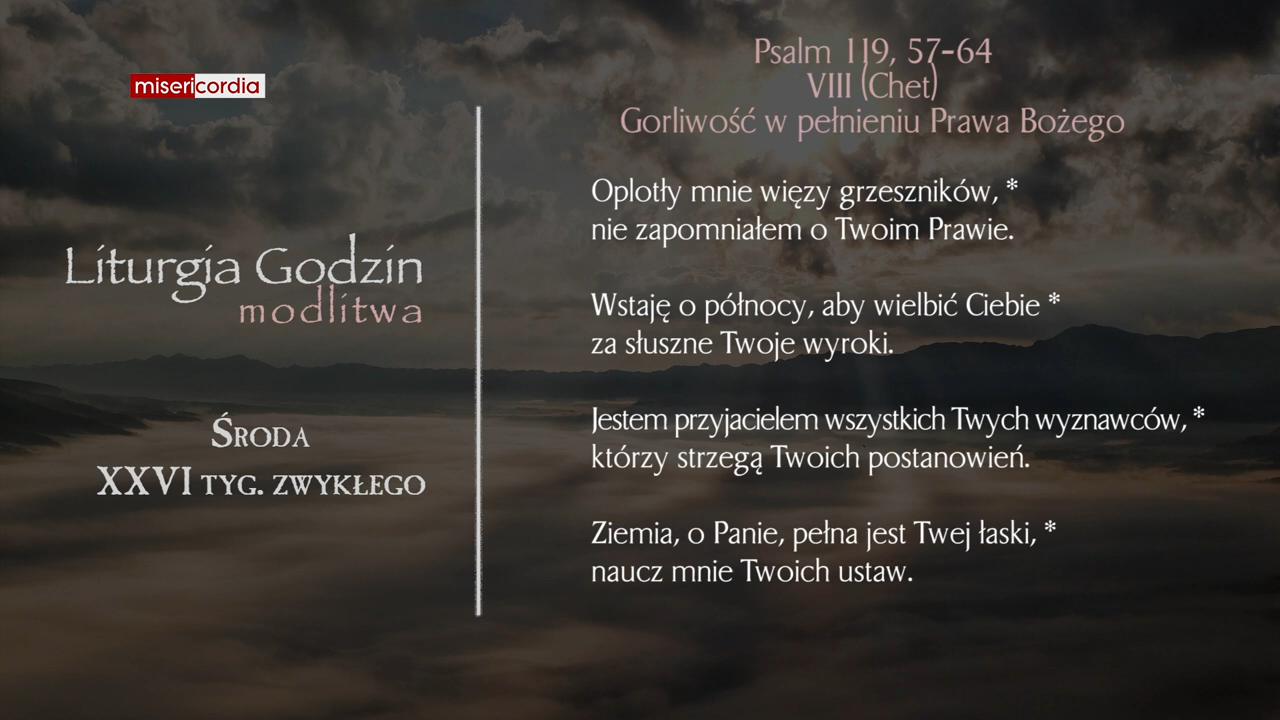 misericordia
Liturgia Godzin
modlitwa
Środa
XXVI tyg. zwykłego
Psalm 119, 57-64
VIII (Chet)
Gorliwość w pełnieniu Prawa Bożego
Oplotły mnie więzy grzeszników, *
nie zapomniałem o Twoim Prawie.
Wstaję o północy, aby wielbić Ciebie *
za słuszne Twoje wyroki.
Jestem przyjacielem wszystkich Twych wyznawców, *
którzy strzegą Twoich postanowień.
Ziemia, o Panie, pełna jest Twej łaski, *
naucz mnie Twoich ustaw.